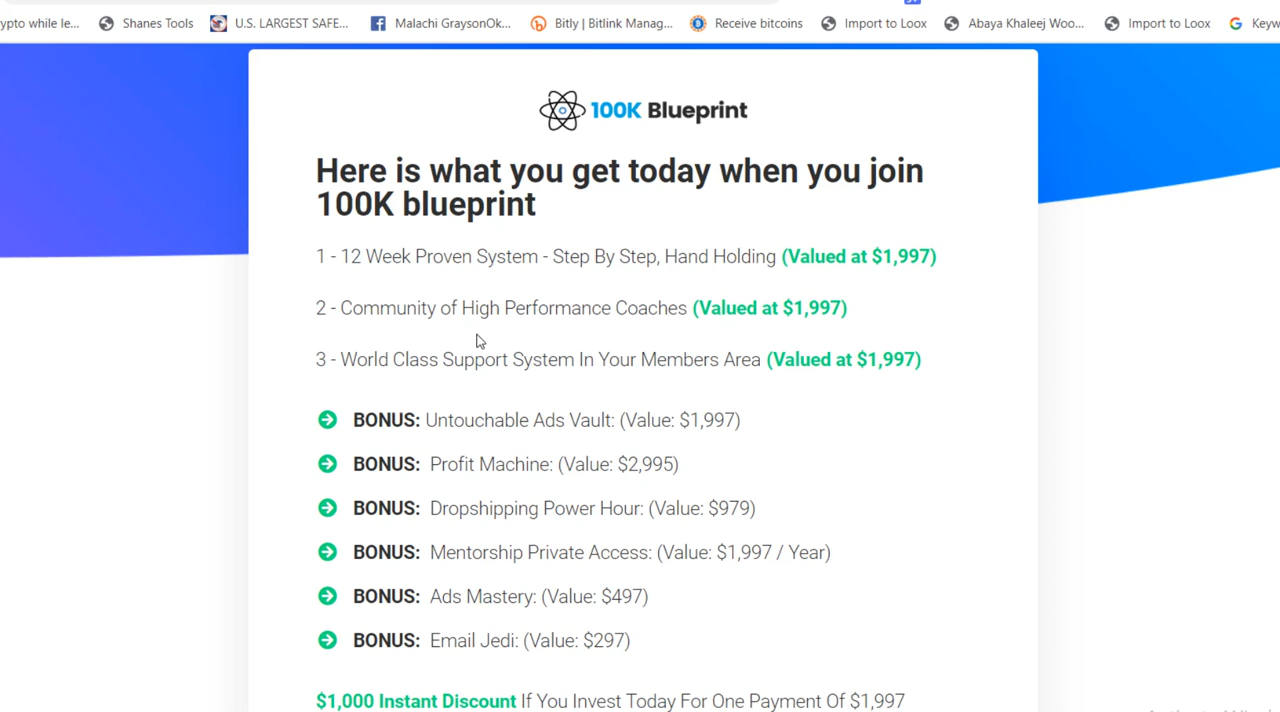 ypto while le...
Shanes Tools
U.S. LARGEST SAFE...
Malachi GraysonOk...
Bitly | Bitlink Manag...
Receive bitcoins
Import to Loox
Abaya Khaleej Woo...
Import to Loox
Keyw
100K Blueprint
Here is what you get today when you join
100K blueprint
1 - 12 Week Proven System - Step By Step, Hand Holding (Valued at $1,997)
2 - Community of High Performance Coaches (Valued at $1,997)
3 - World Class Support System In Your Members Area (Valued at $1,997)
BONUS: Untouchable Ads Vault: (Value: $1,997)
BONUS: Profit Machine: (Value: $2,995)
BONUS: Dropshipping Power Hour: (Value: $979)
BONUS: Mentorship Private Access: (Value: $1,997 / Year)
BONUS: Ads Mastery: (Value: $497)
BONUS: Email Jedi: (Value: $297)
$1,000 Instant Discount If You Invest Today For One Payment Of $1,997